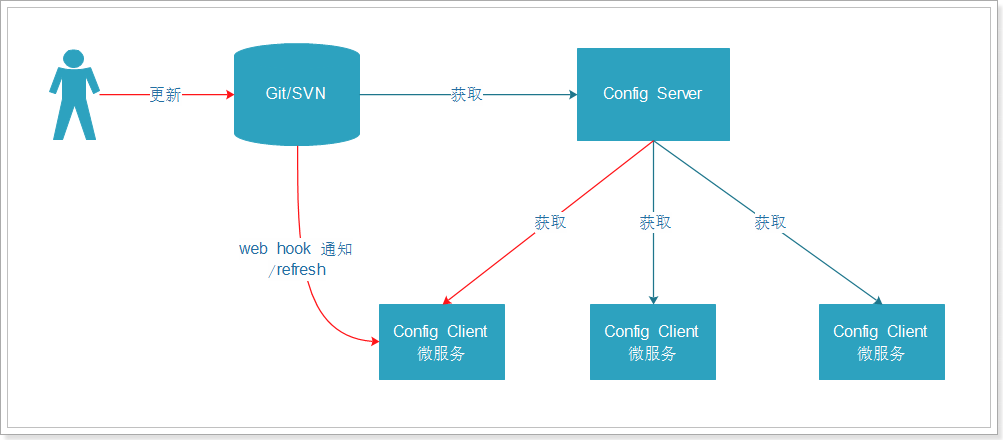 更新
Git/SVN
获取
Config Server
获取
获取
获取
web hook 通知
/refresh
Config Client
微服务
Config Client
微服务
Config Client
微服务